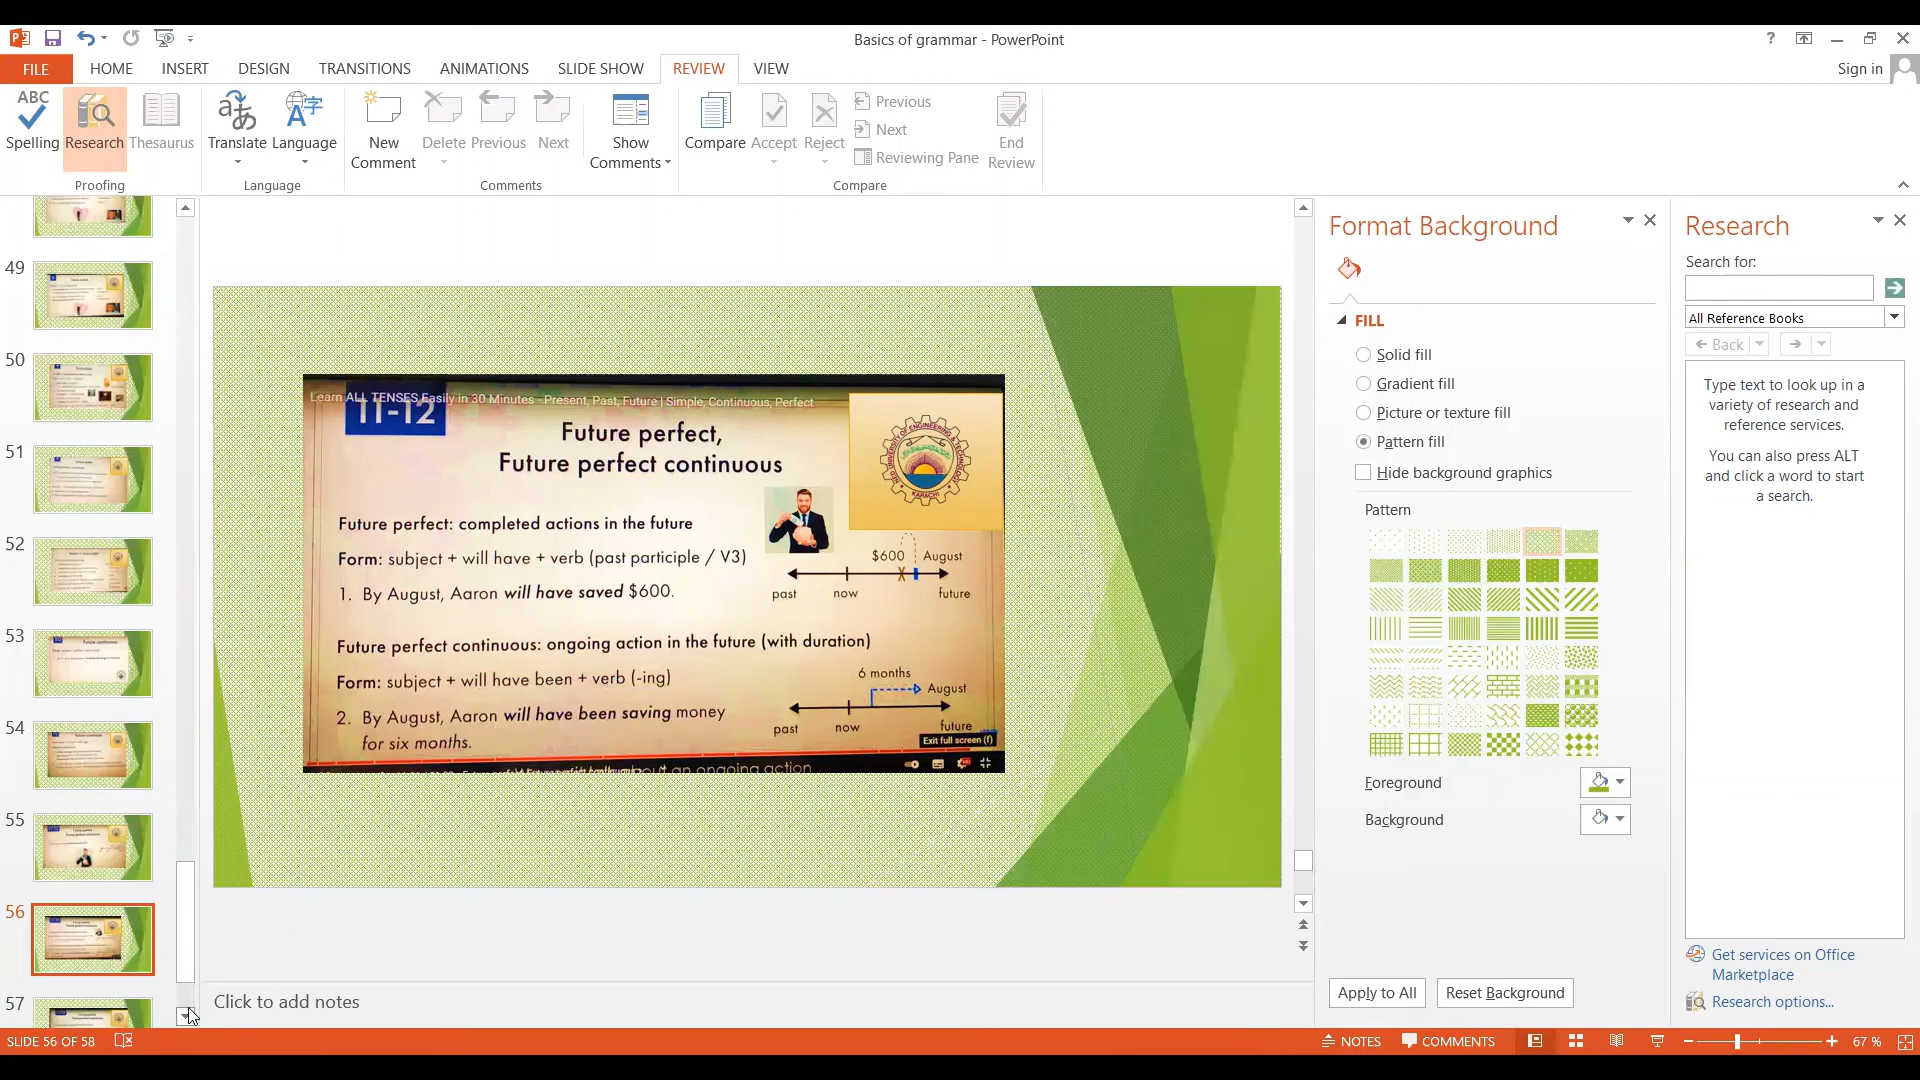 Basics of grammar - PowerPoint
?
FILE
HOME
INSERT
DESIGN
TRANSITIONS
ANIMATIONS
SLIDE SHOW
REVIEW
VIEW
Sign in
ABC
Spelling
Research
Thesaurus
Translate
Language
New
Comment
Delete
Previous
Next
Show
Comments
Compare
Accept
Reject
Previous
Next
Reviewing Pane
End
Review
Proofing
Language
Comments
Compare
49
50
51
52
53
54
55
56
57
Learn ALL TENSES Easily in 30 Minutes - Present, Past, Future | Simple, Continuous, Perfect
11-12
Future perfect,
Future perfect continuous
NED UNIVERSITY OF ENGINEERING & TECHNOLOGY
KARACHI
Future perfect: completed actions in the future
Form: subject + will have + verb (past participle / V3)
1. By August, Aaron will have saved $600.
$600 August
past now future
Future perfect continuous: ongoing action in the future (with duration)
Form: subject + will have been + verb (-ing)
2. By August, Aaron will have been saving money
for six months.
6 months
August
past now future
Exit full screen (f)
about an ongoing action
Click to add notes
Format Background
FILL
Solid fill
Gradient fill
Picture or texture fill
Pattern fill
Hide background graphics
Pattern
Foreground
Background
Apply to All
Reset Background
Research
Search for:
All Reference Books
Back
Type text to look up in a
variety of research and
reference services.
You can also press ALT
and click a word to start
a search.
Get services on Office
Marketplace
Research options...
SLIDE 56 OF 58
NOTES
COMMENTS
67 %